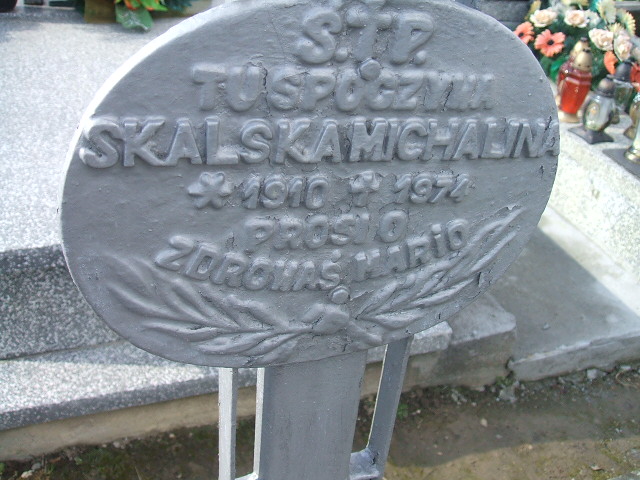 Ś.T P.
TU SPOCZYWA
SKALSKA MICHALINA
* 1910 † 1974
PROSI O
ZDROWAŚ MARIO